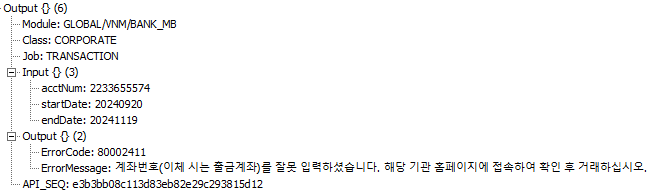 Output {} (6)
Module: GLOBAL/VNM/BANK_MB
Class: CORPORATE
Job: TRANSACTION
Input {} (3)
acctNum: 2233655574
startDate: 20240920
endDate: 20241119
Output {} (2)
ErrorCode: 80002411
ErrorMessage: 계좌번호(이체 시는 출금계좌)를 잘못 입력하셨습니다. 해당 기관 홈페이지에 접속하여 확인 후 거래하십시오.
API_SEQ: e3b3bb08c113d83eb82e29c293815d12